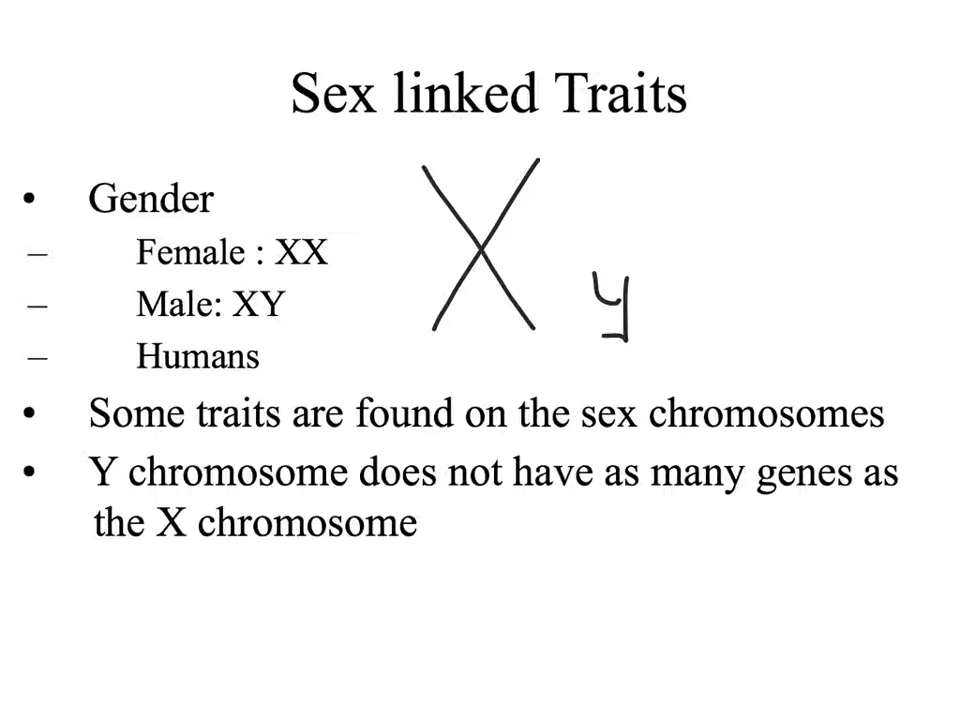 Sex linked Traits
• Gender
– Female : XX
– Male: XY
– Humans
X y
• Some traits are found on the sex chromosomes
• Y chromosome does not have as many genes as
the X chromosome